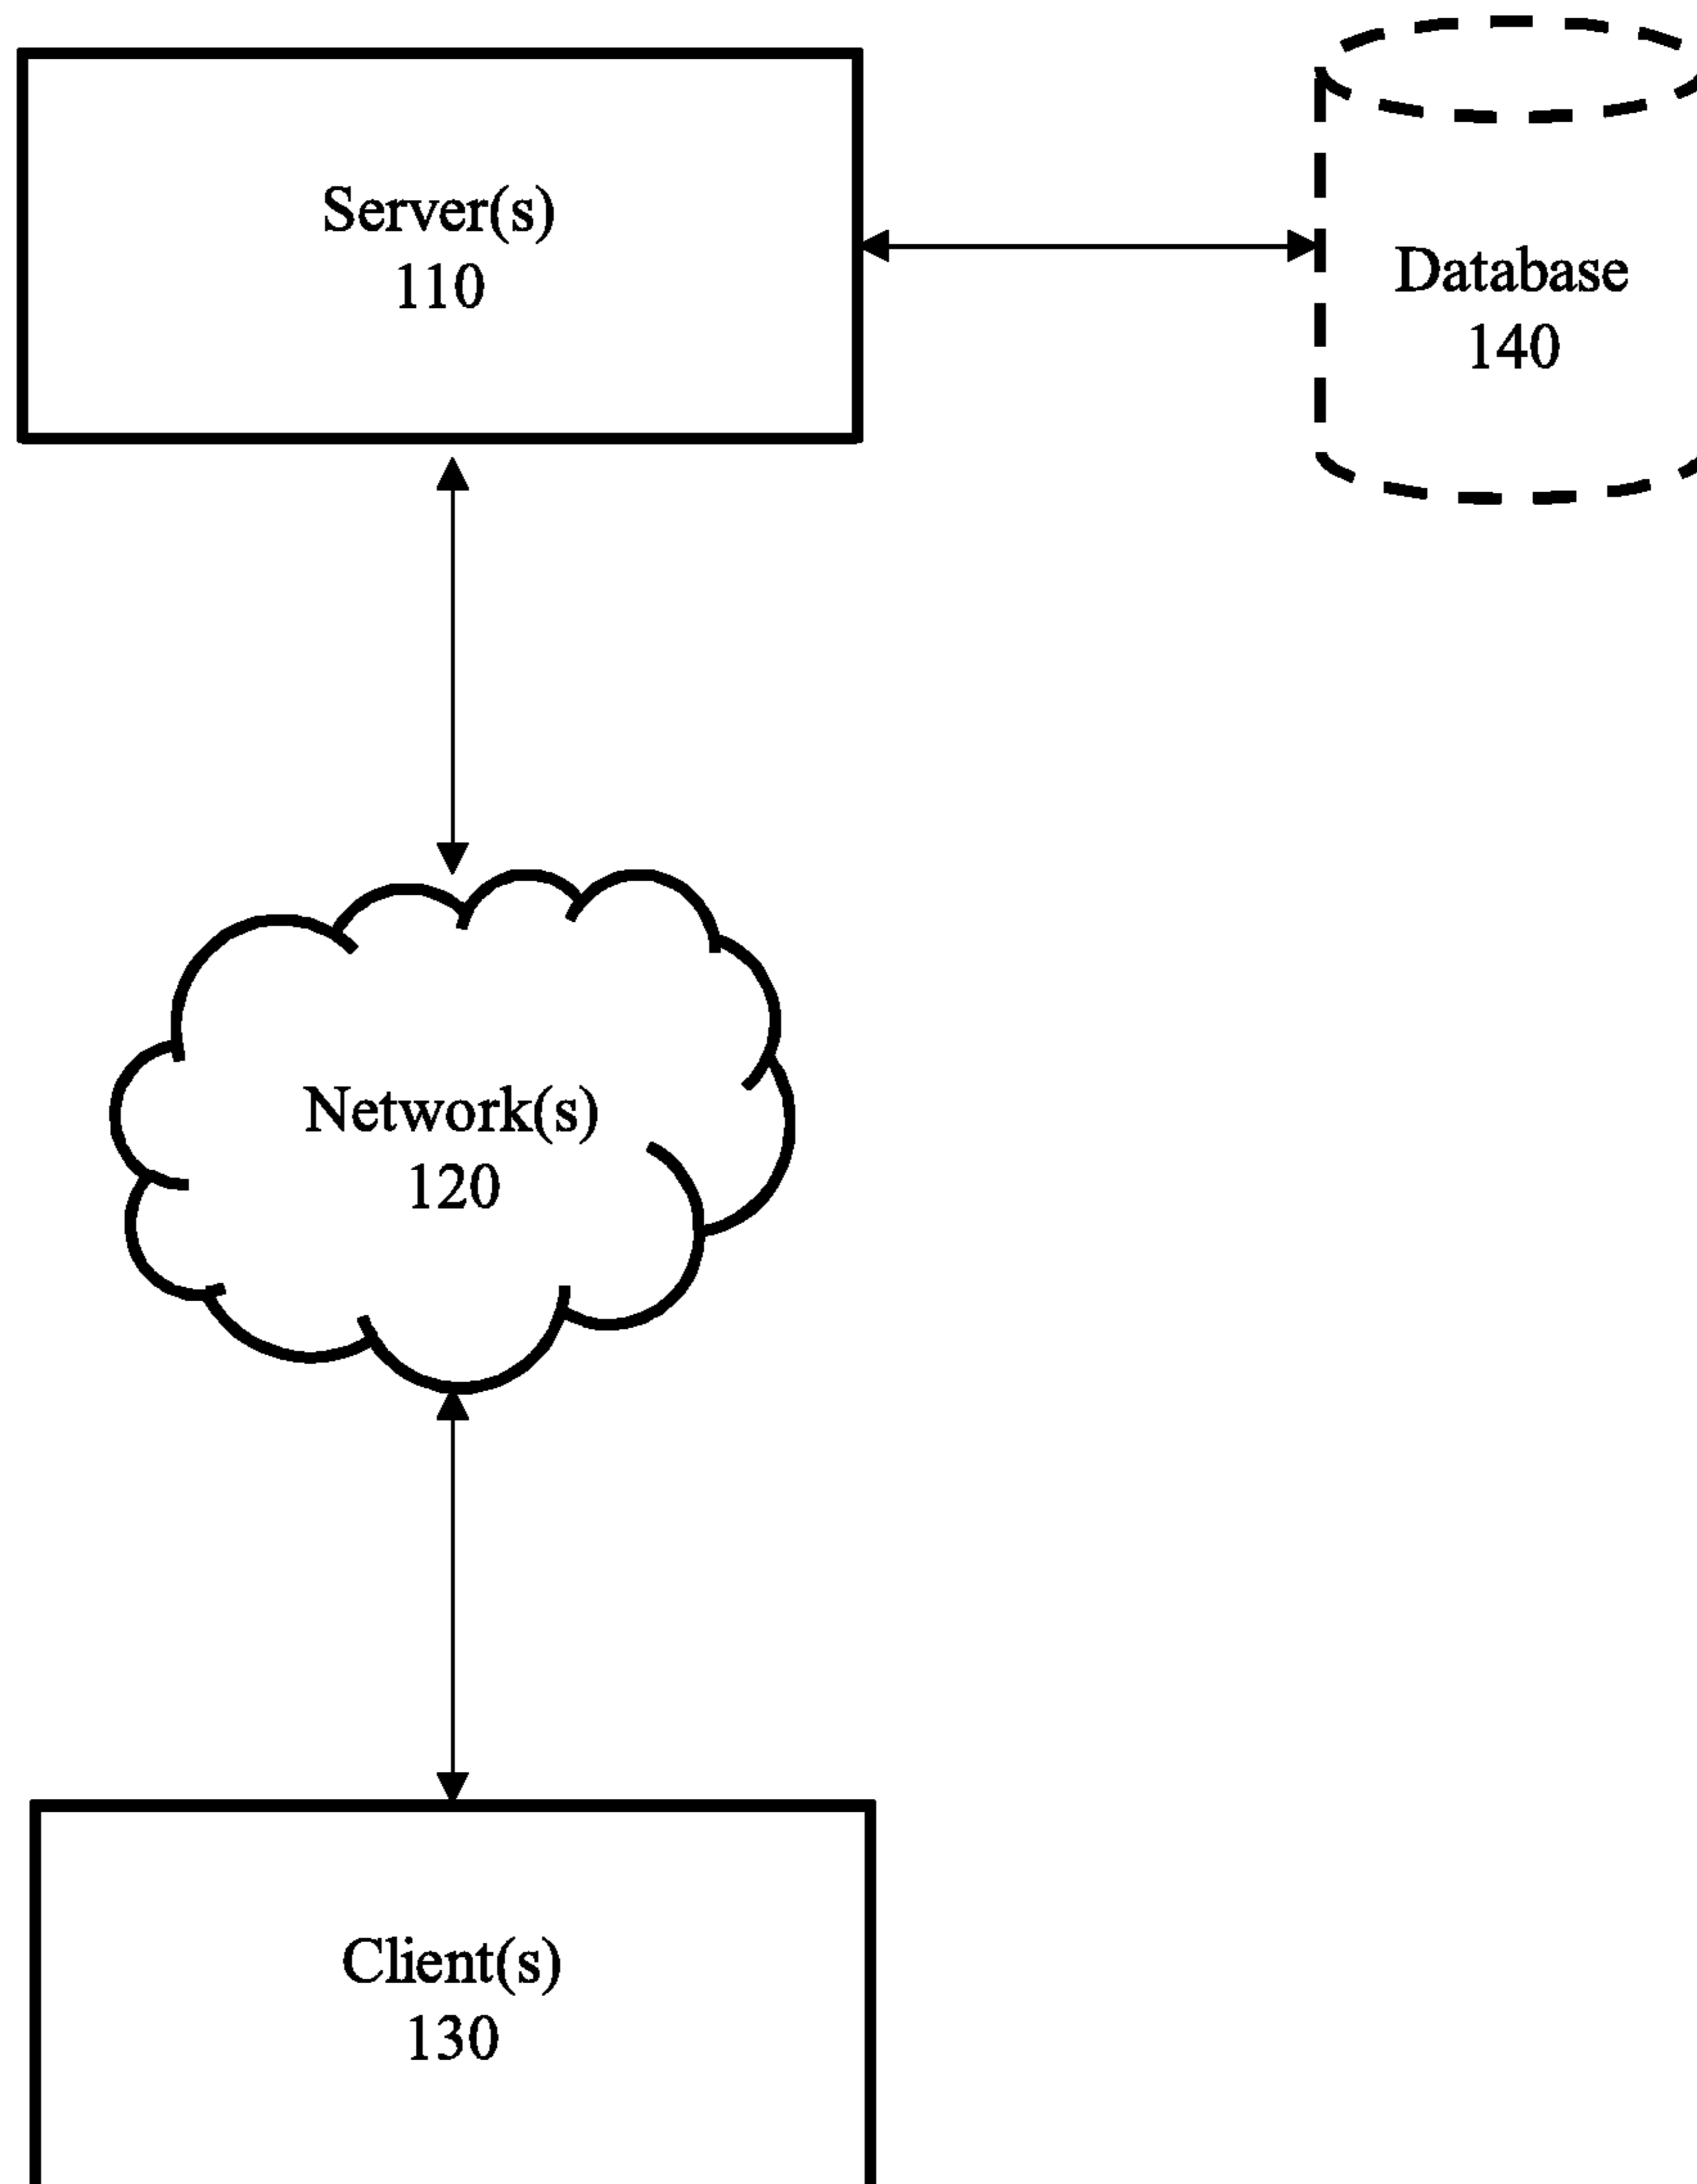 Server(s)
110
Database
140
Network(s)
120
Client(s)
130